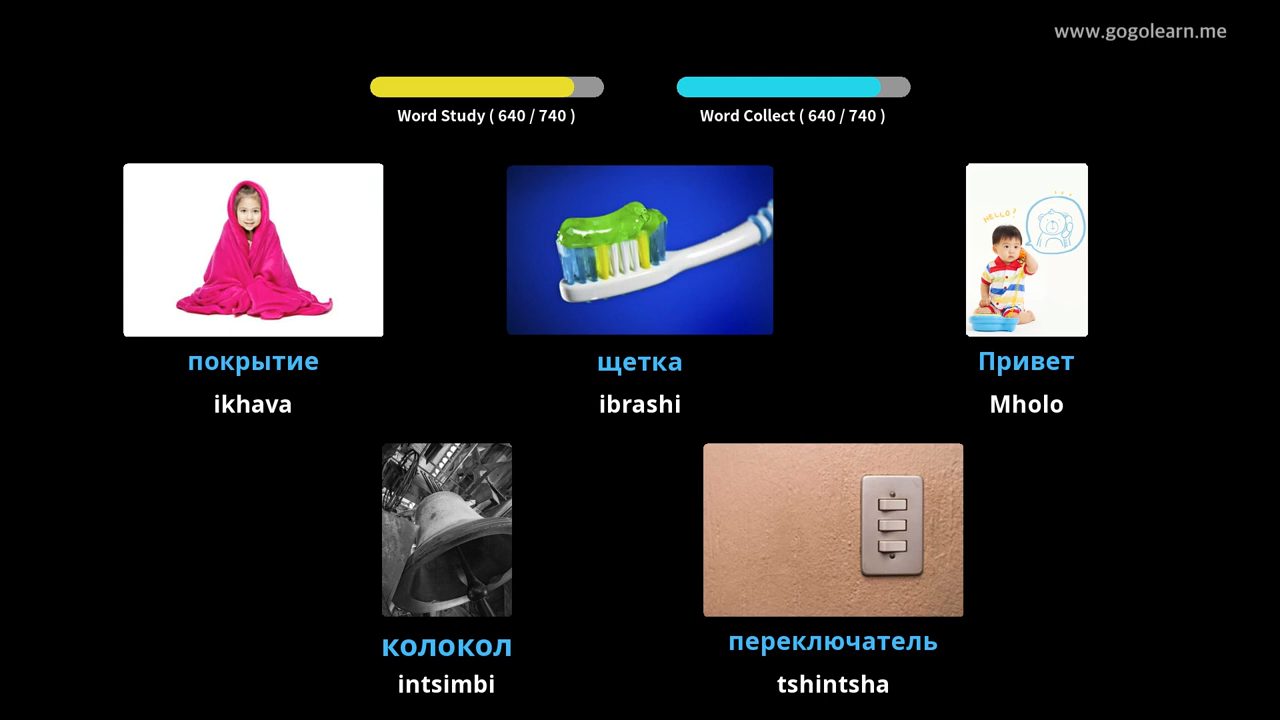 www.gogolearn.me
Word Study ( 640 / 740 )
Word Collect ( 640 / 740 )
HELLO?
покрытие
ikhava
щетка
ibrashi
Привет
Mholo
колокол
intsimbi
переключатель
tshintsha